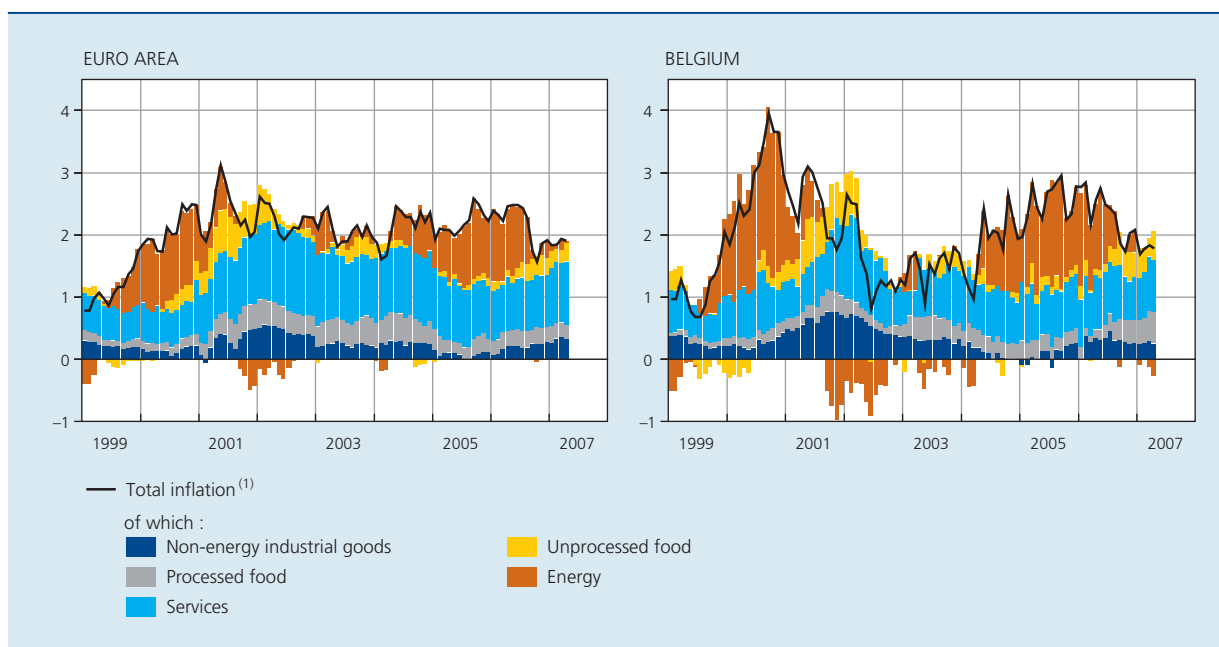 EURO AREA
4
3
2
1
0
–1
1999 2001 2003 2005 2007
BELGIUM
4
3
2
1
0
–1
1999 2001 2003 2005 2007
Total inflation (1)
of which :
Non-energy industrial goods
Processed food
Services
Unprocessed food
Energy